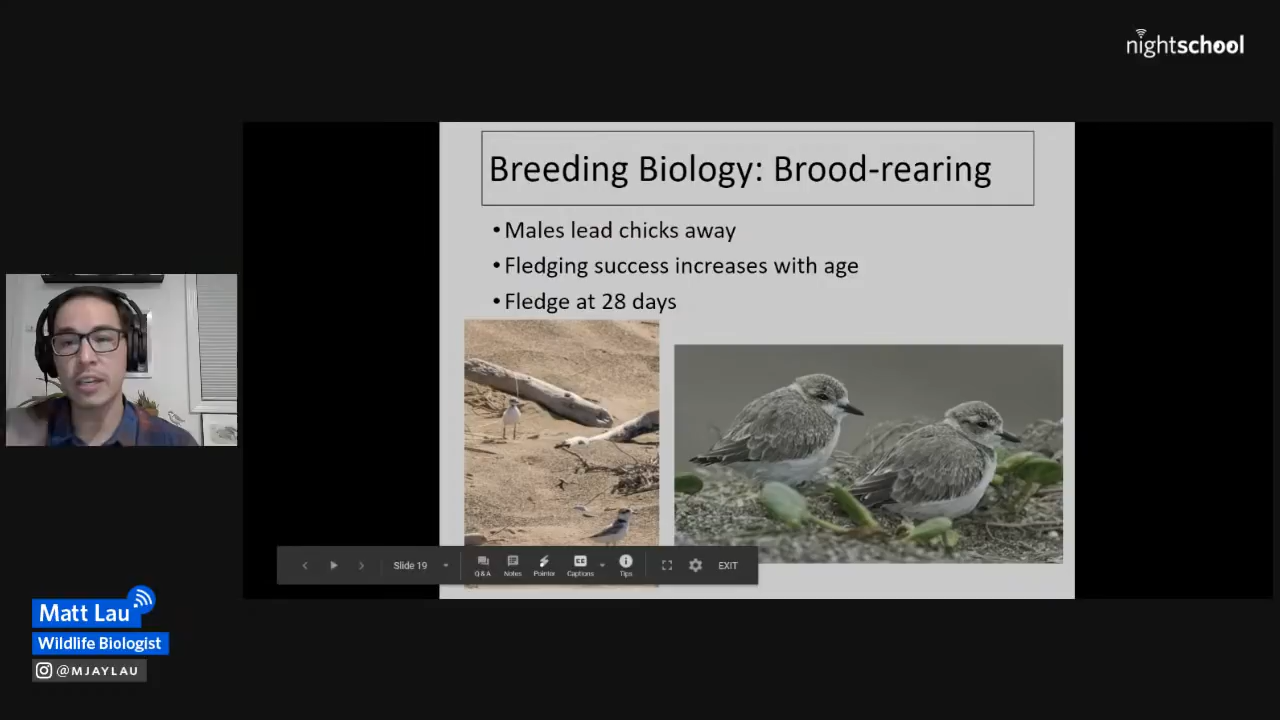 nightschool
Breeding Biology: Brood-rearing
• Males lead chicks away
• Fledging success increases with age
• Fledge at 28 days
Slide 19
Q&A
Notes
Pointer
Captions
Tips
EXIT
Matt Lau
Wildlife Biologist
@MJAYLAU